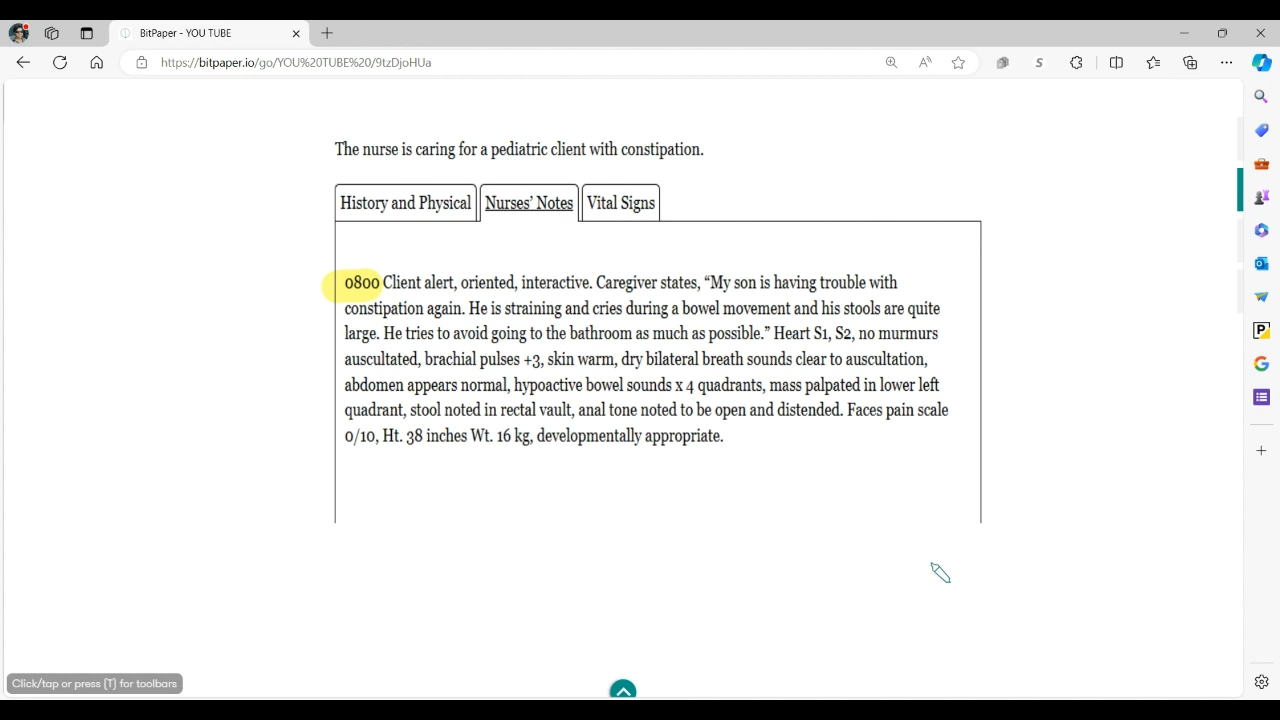 BitPaper - YOU TUBE
https://bitpaper.io/go/YOU%20TUBE%20/9tzDjoHUa
The nurse is caring for a pediatric client with constipation.
History and Physical
Nurses’ Notes
Vital Signs
0800 Client alert, oriented, interactive. Caregiver states, “My son is having trouble with
constipation again. He is straining and cries during a bowel movement and his stools are quite
large. He tries to avoid going to the bathroom as much as possible.” Heart S1, S2, no murmurs
auscultated, brachial pulses +3, skin warm, dry bilateral breath sounds clear to auscultation,
abdomen appears normal, hypoactive bowel sounds x 4 quadrants, mass palpated in lower left
quadrant, stool noted in rectal vault, anal tone noted to be open and distended. Faces pain scale
0/10, Ht. 38 inches Wt. 16 kg, developmentally appropriate.
Click/tap or press [T] for toolbars